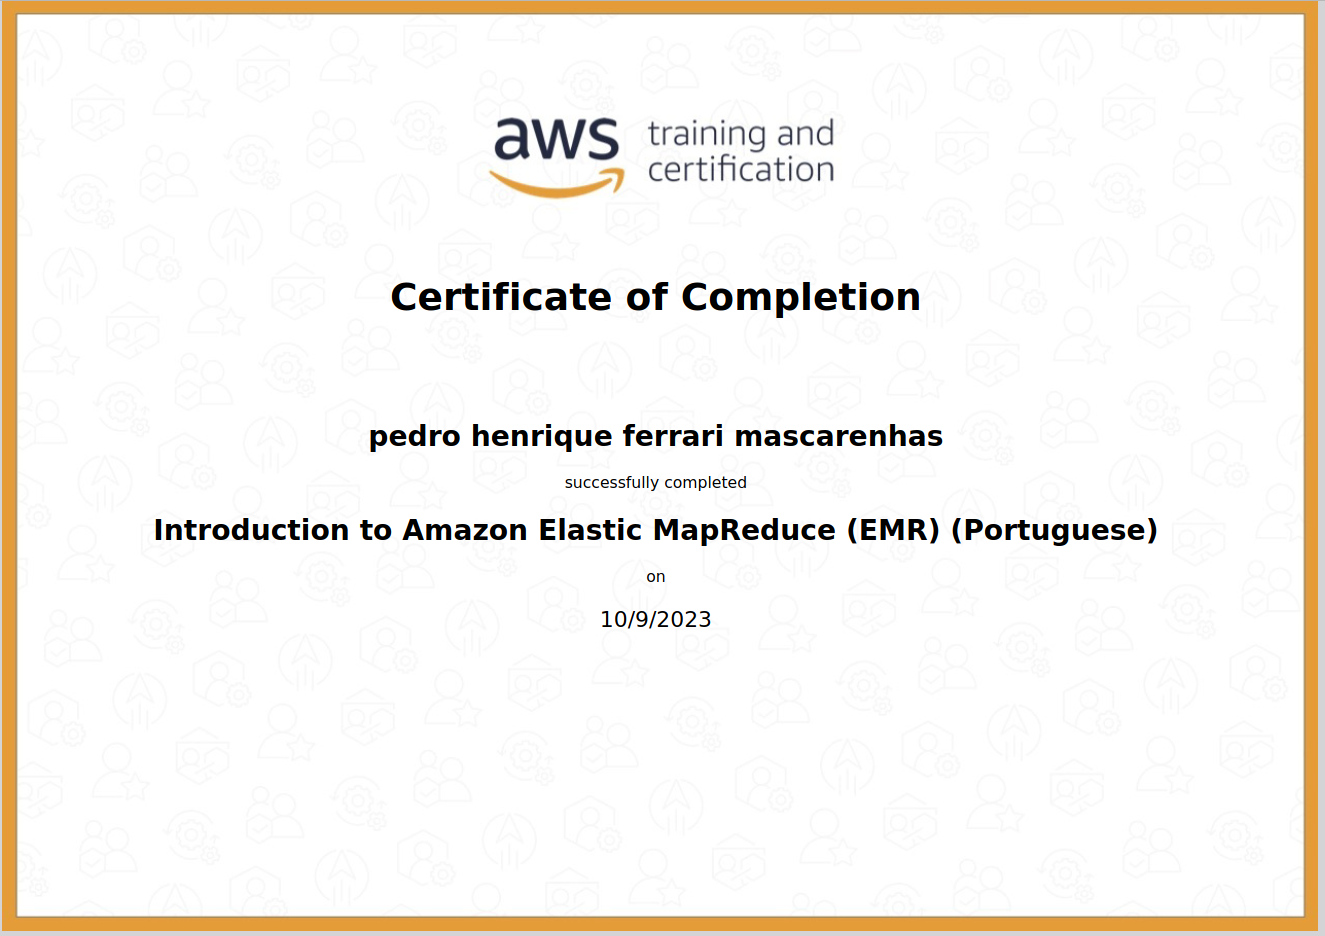 aws training and
certification
Certificate of Completion
pedro henrique ferrari mascarenhas
successfully completed
Introduction to Amazon Elastic MapReduce (EMR) (Portuguese)
on
10/9/2023